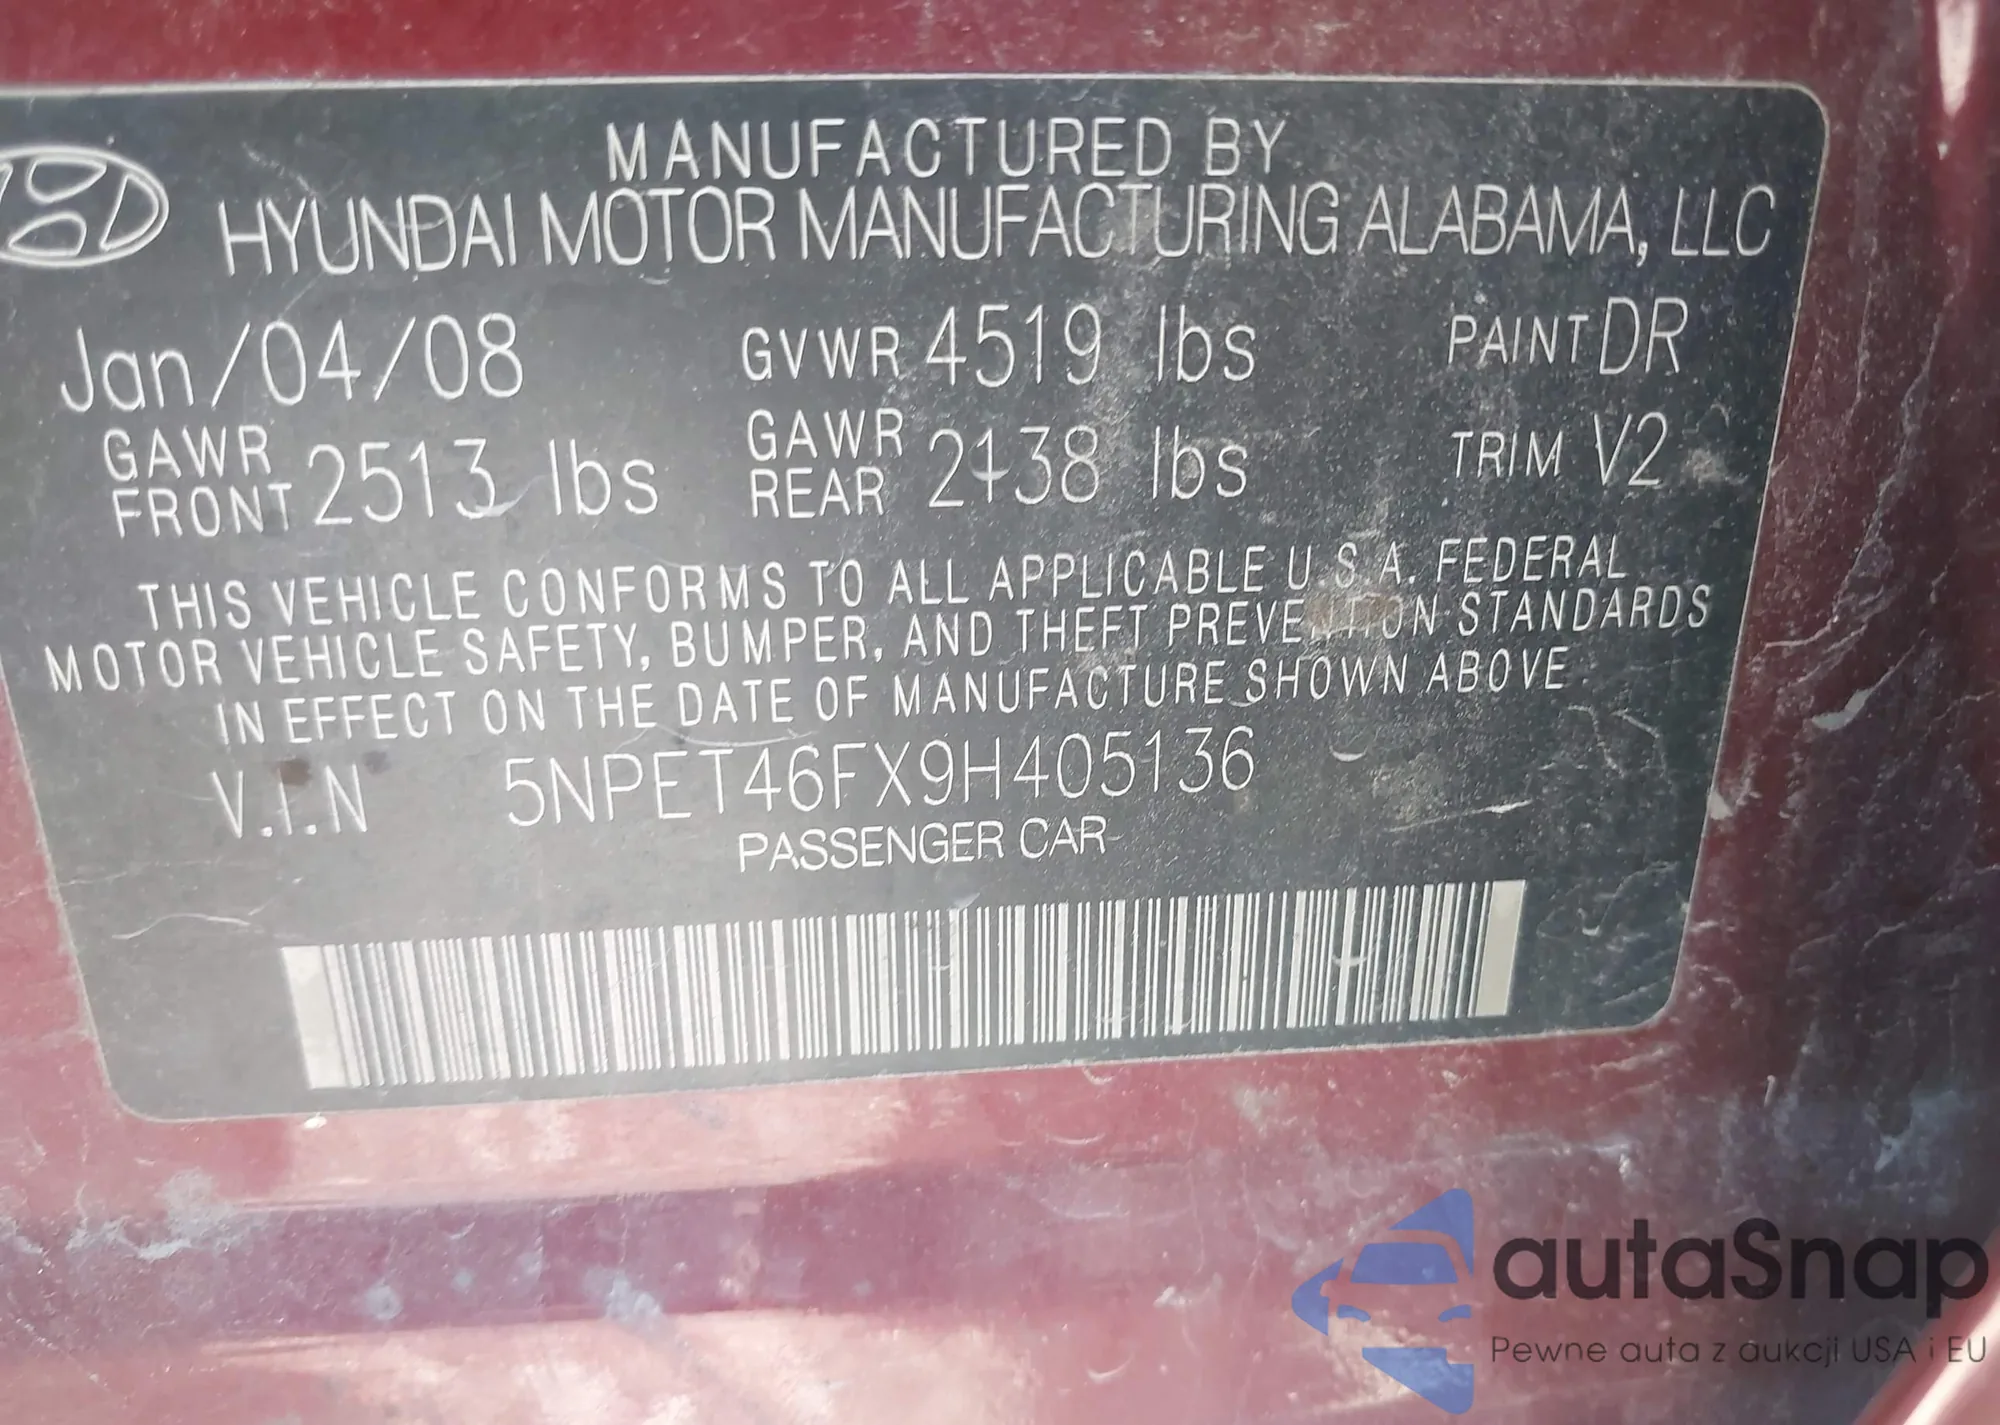 MANUFACTURED BY
HYUNDAI MOTOR MANUFACTURING ALABAMA, LLC
Jan/04/08 GVWR 4519 lbs PAINT DR
GAWR FRONT 2513 lbs GAWR REAR 2138 lbs TRIM V2
THIS VEHICLE CONFORMS TO ALL APPLICABLE U.S.A. FEDERAL
MOTOR VEHICLE SAFETY, BUMPER, AND THEFT PREVENTION STANDARDS
IN EFFECT ON THE DATE OF MANUFACTURE SHOWN ABOVE.
V.I.N 5NPET46FX9H405136
PASSENGER CAR
autaSnap
Pewne auta z aukcji USA i EU